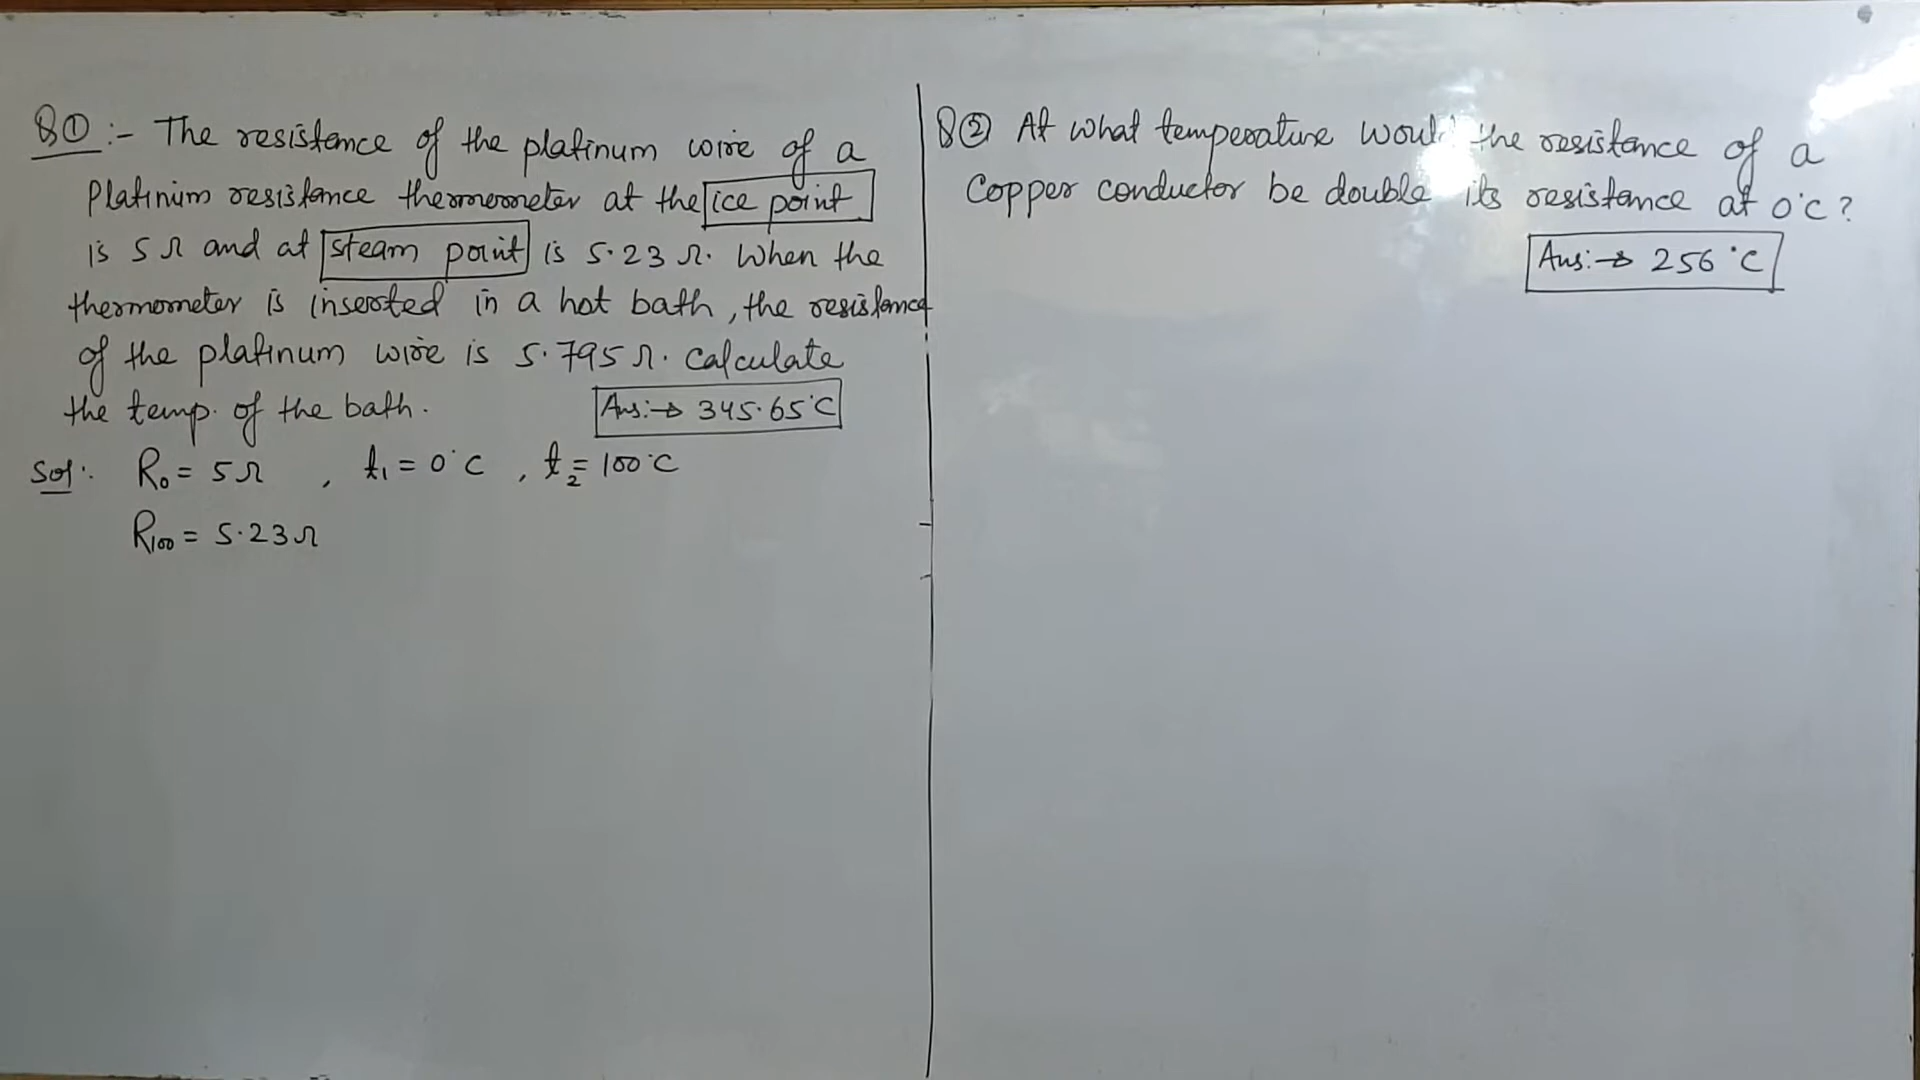 Q①:- The resistance of the platinum wire of a
Platinim resistance thermometer at the ice point
is 5 Ω and at steam point is 5.23 Ω. When the
thermometer is inserted in a hot bath, the resistance
of the platinum wire is 5.795 Ω. Calculate
the temp. of the bath.
Ans:→ 345.65°C
Sol: R₀ = 5 Ω , t₁ = 0°C , t₂ = 100°C
R₁₀₀ = 5.23 Ω
Q② At what temperature would the resistance of a
Copper conductor be double its resistance at 0°C?
Ans:→ 256°C